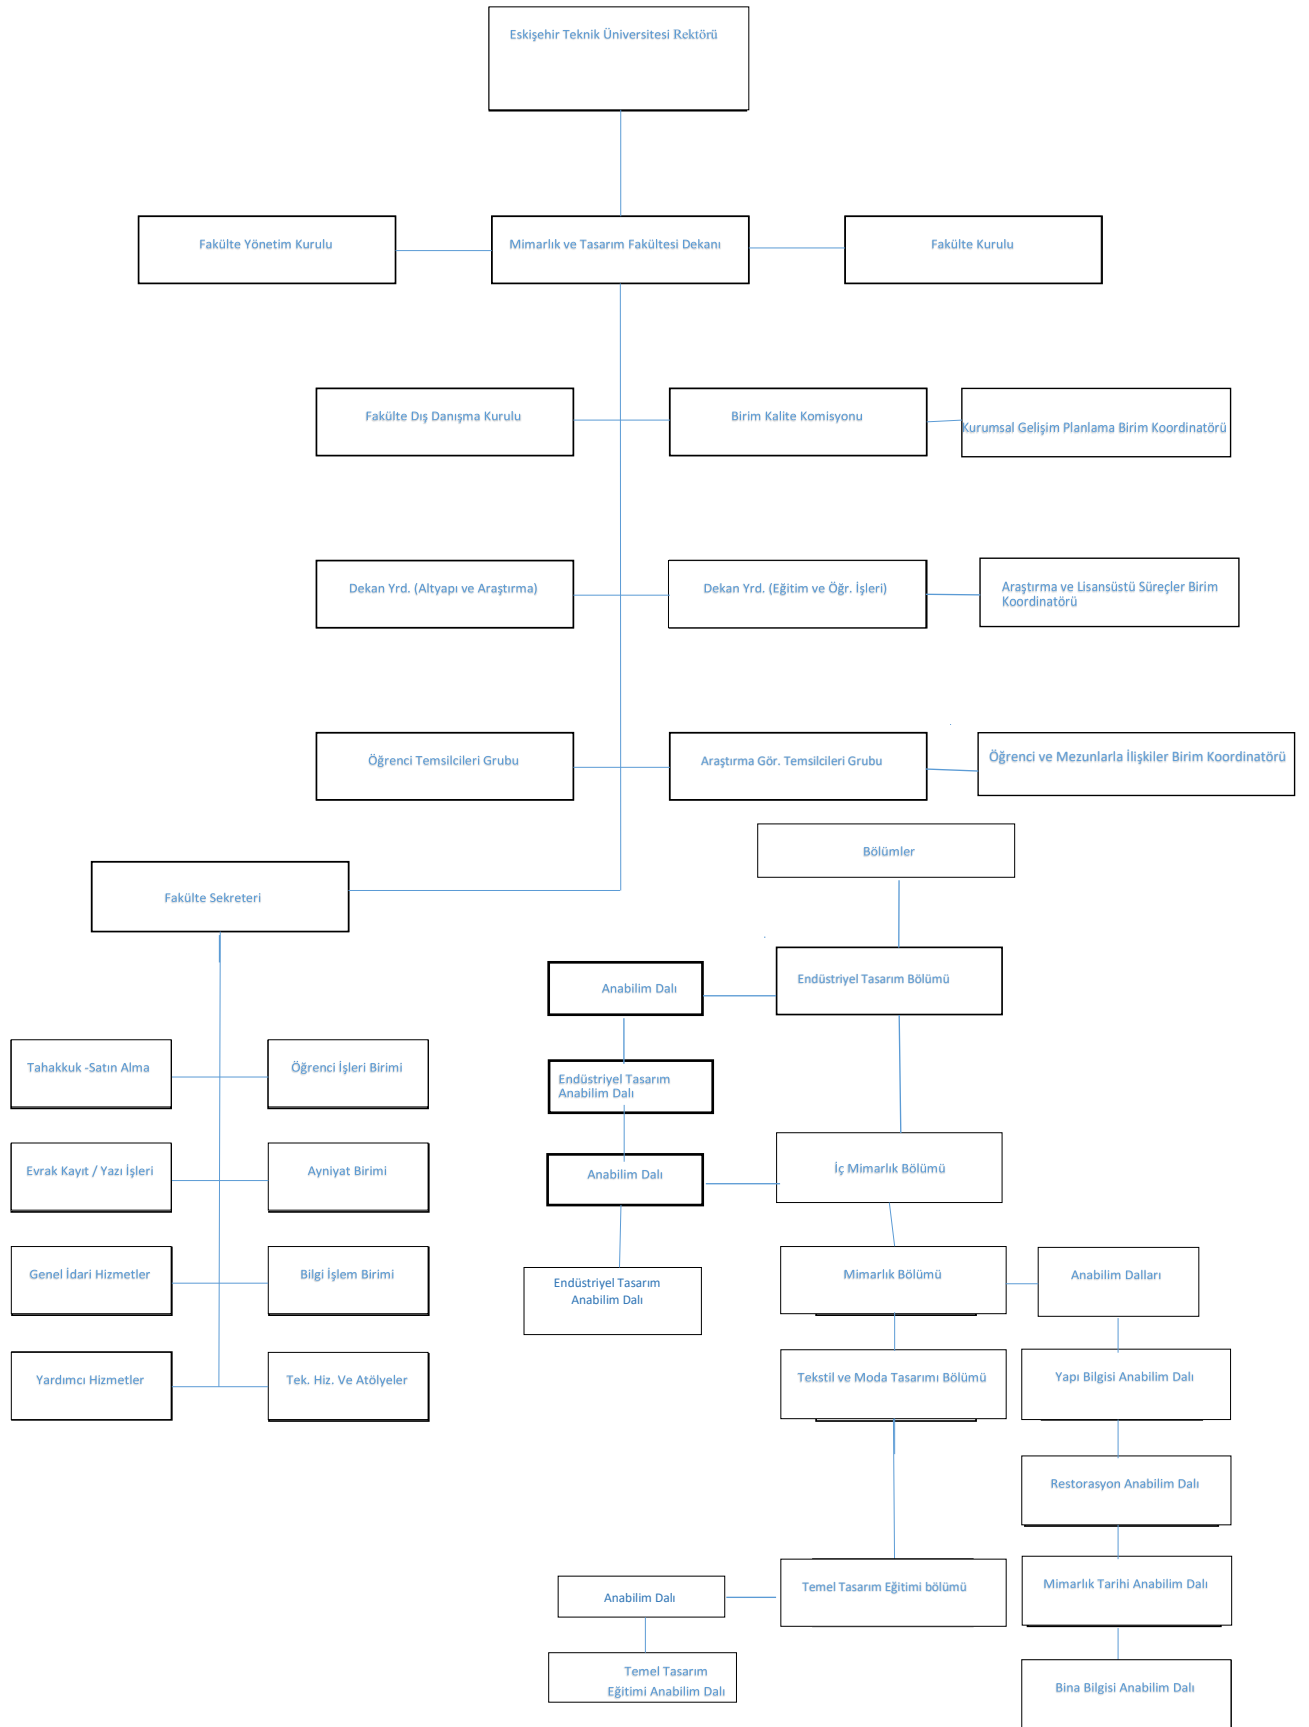 Eskişehir Teknik Üniversitesi Rektörü
Fakülte Yönetim Kurulu
Mimarlık ve Tasarım Fakültesi Dekanı
Fakülte Kurulu
Fakülte Dış Danışma Kurulu
Birim Kalite Komisyonu
Kurumsal Gelişim Planlama Birim Koordinatörü
Dekan Yrd. (Altyapı ve Araştırma)
Dekan Yrd. (Eğitim ve Öğr. İşleri)
Araştırma ve Lisansüstü Süreçler Birim
Koordinatörü
Öğrenci Temsilcileri Grubu
Araştırma Gör. Temsilcileri Grubu
Öğrenci ve Mezunlarla İlişkiler Birim Koordinatörü
Bölümler
Fakülte Sekreteri
Anabilim Dalı
Endüstriyel Tasarım Bölümü
Tahakkuk -Satın Alma
Öğrenci İşleri Birimi
Endüstriyel Tasarım
Anabilim Dalı
Evrak Kayıt / Yazı İşleri
Ayniyat Birimi
Anabilim Dalı
İç Mimarlık Bölümü
Genel İdari Hizmetler
Bilgi İşlem Birimi
Endüstriyel Tasarım
Anabilim Dalı
Mimarlık Bölümü
Anabilim Dalları
Yardımcı Hizmetler
Tek. Hiz. Ve Atölyeler
Tekstil ve Moda Tasarımı Bölümü
Yapı Bilgisi Anabilim Dalı
Restorasyon Anabilim Dalı
Anabilim Dalı
Temel Tasarım Eğitimi bölümü
Mimarlık Tarihi Anabilim Dalı
Temel Tasarım
Eğitimi Anabilim Dalı
Bina Bilgisi Anabilim Dalı